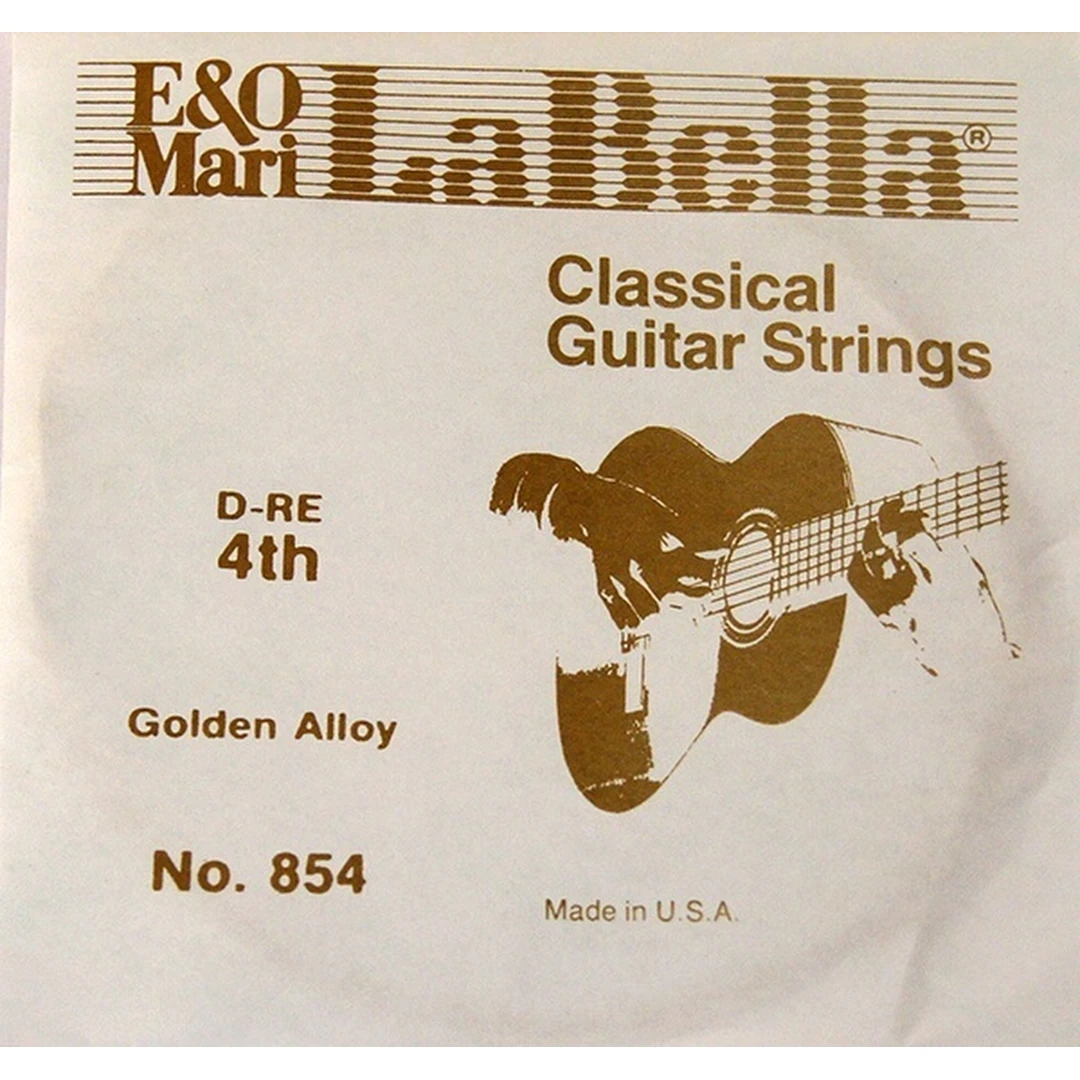 E&O
Mari LaBella ®
Classical
Guitar Strings
D-RE
4th
Golden Alloy
No. 854
Made in U.S.A.